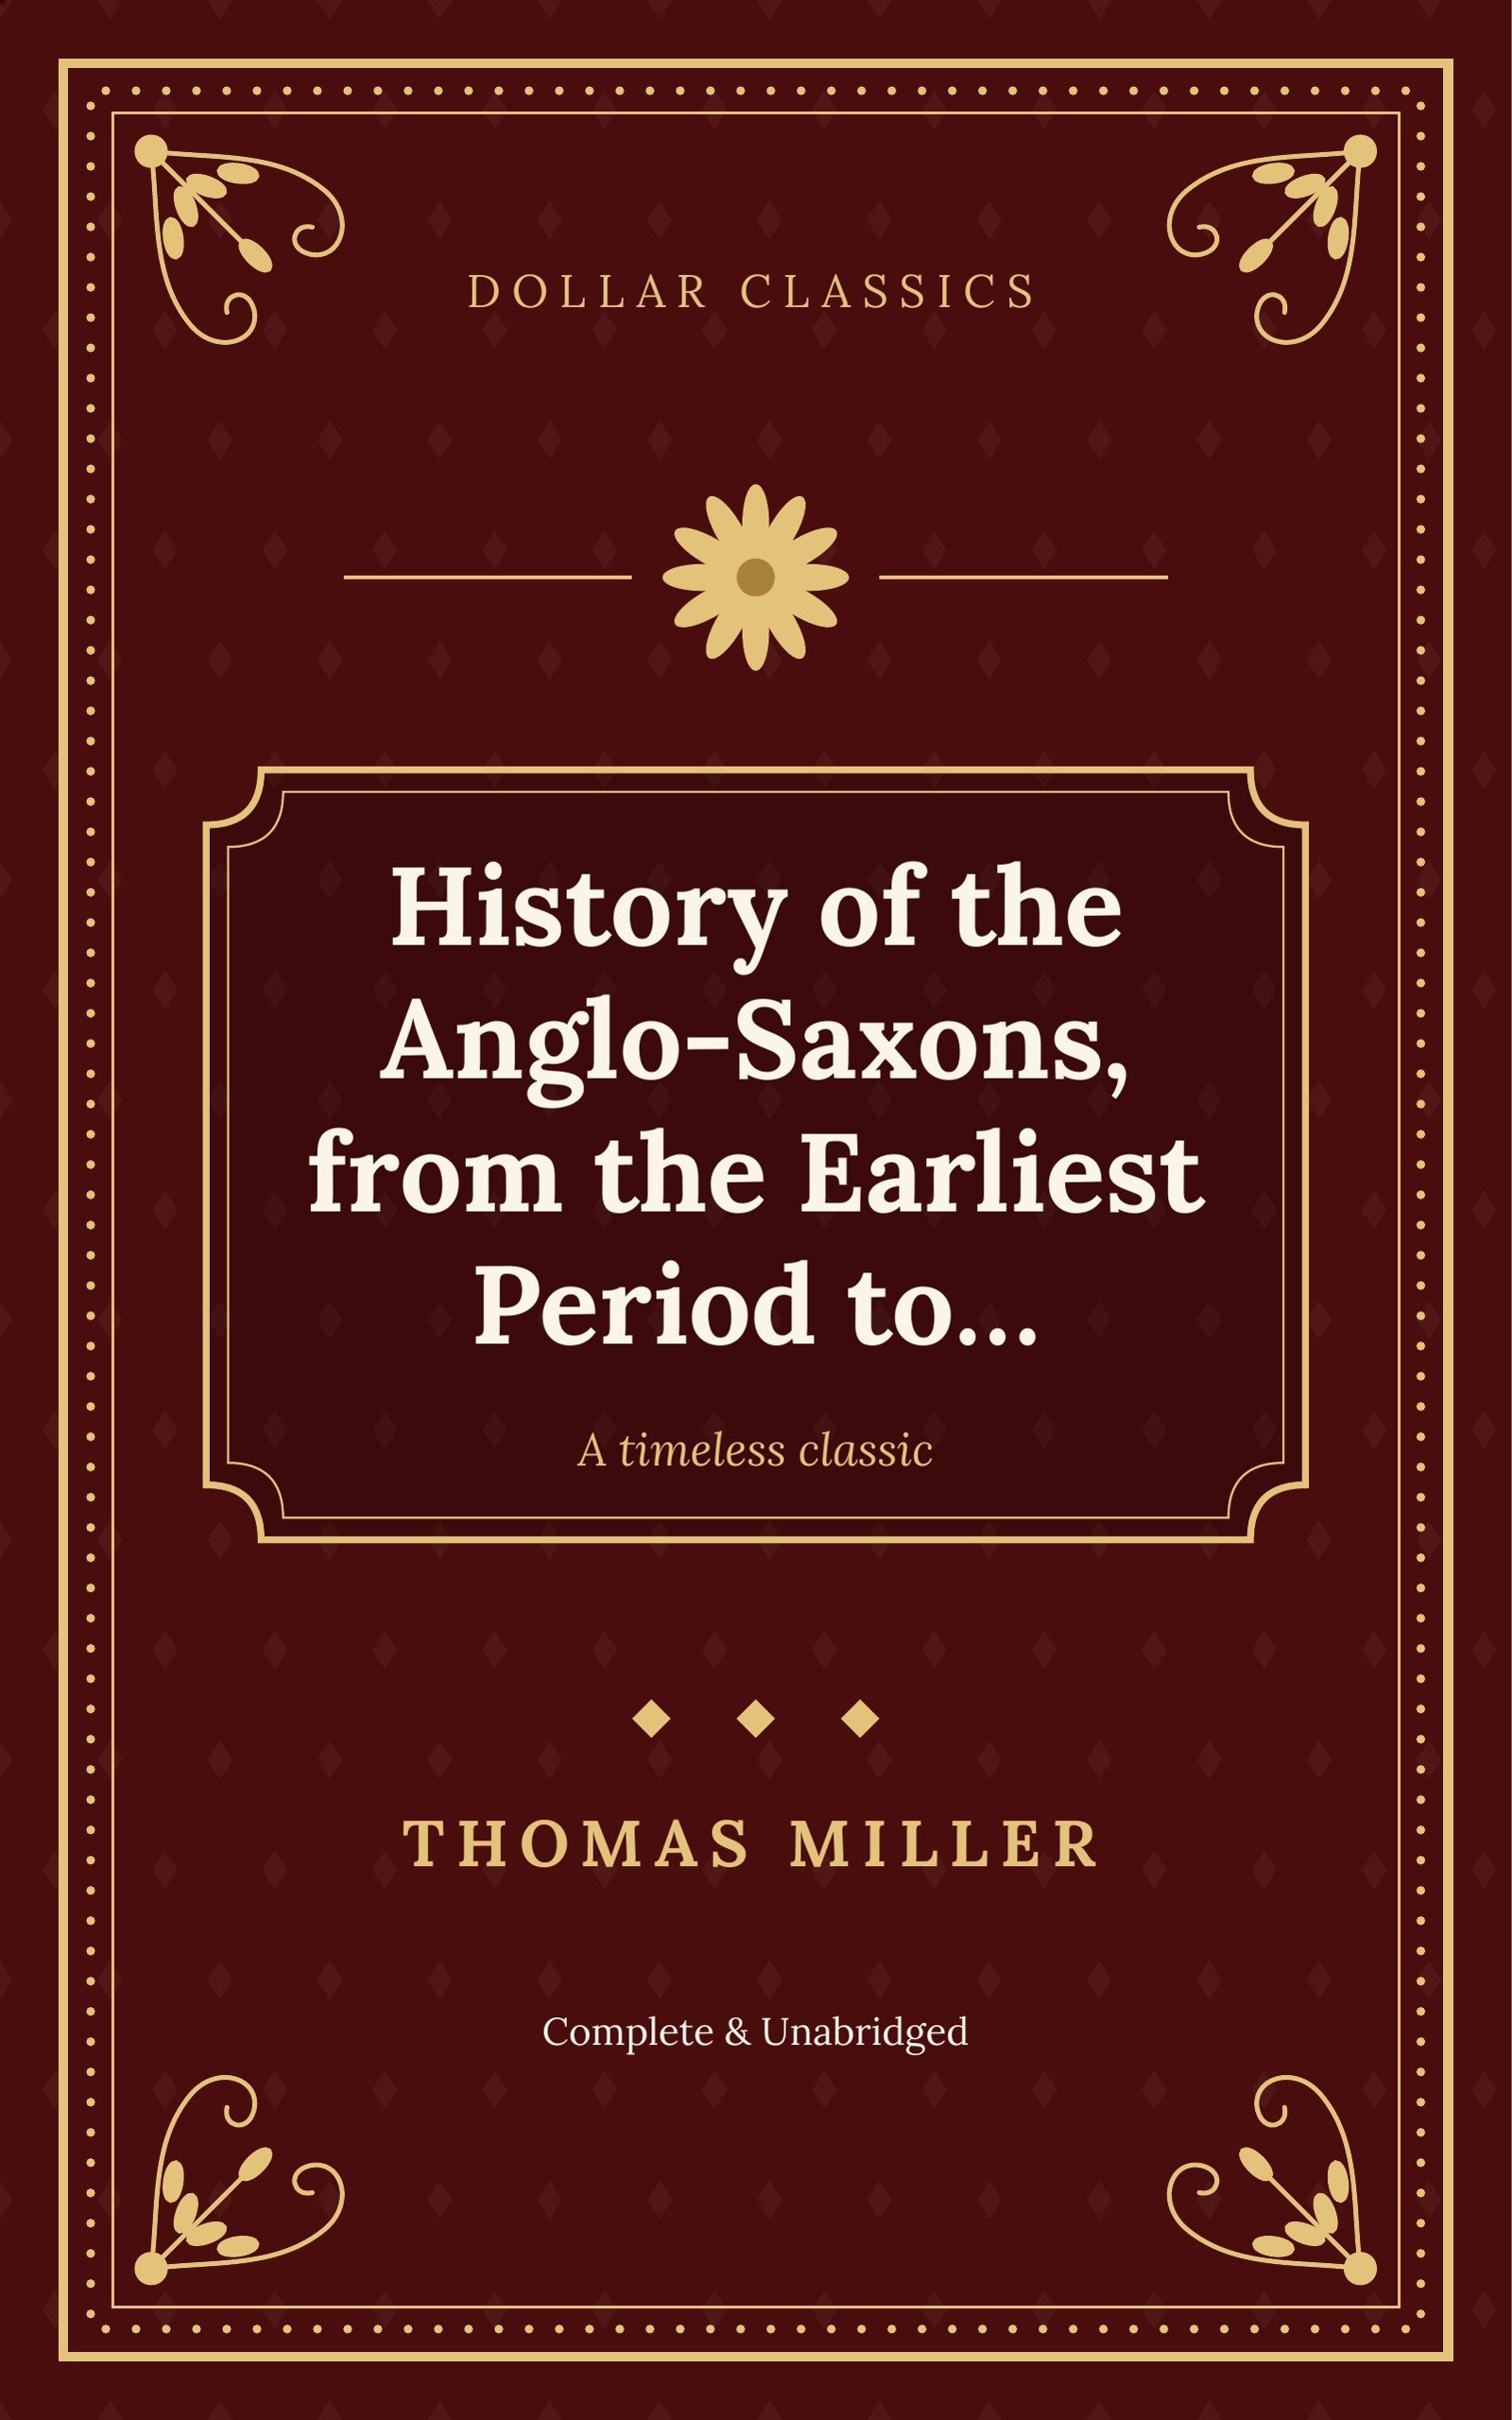 DOLLAR CLASSICS
History of the
Anglo-Saxons,
from the Earliest
Period to...
A timeless classic
THOMAS MILLER
Complete & Unabridged